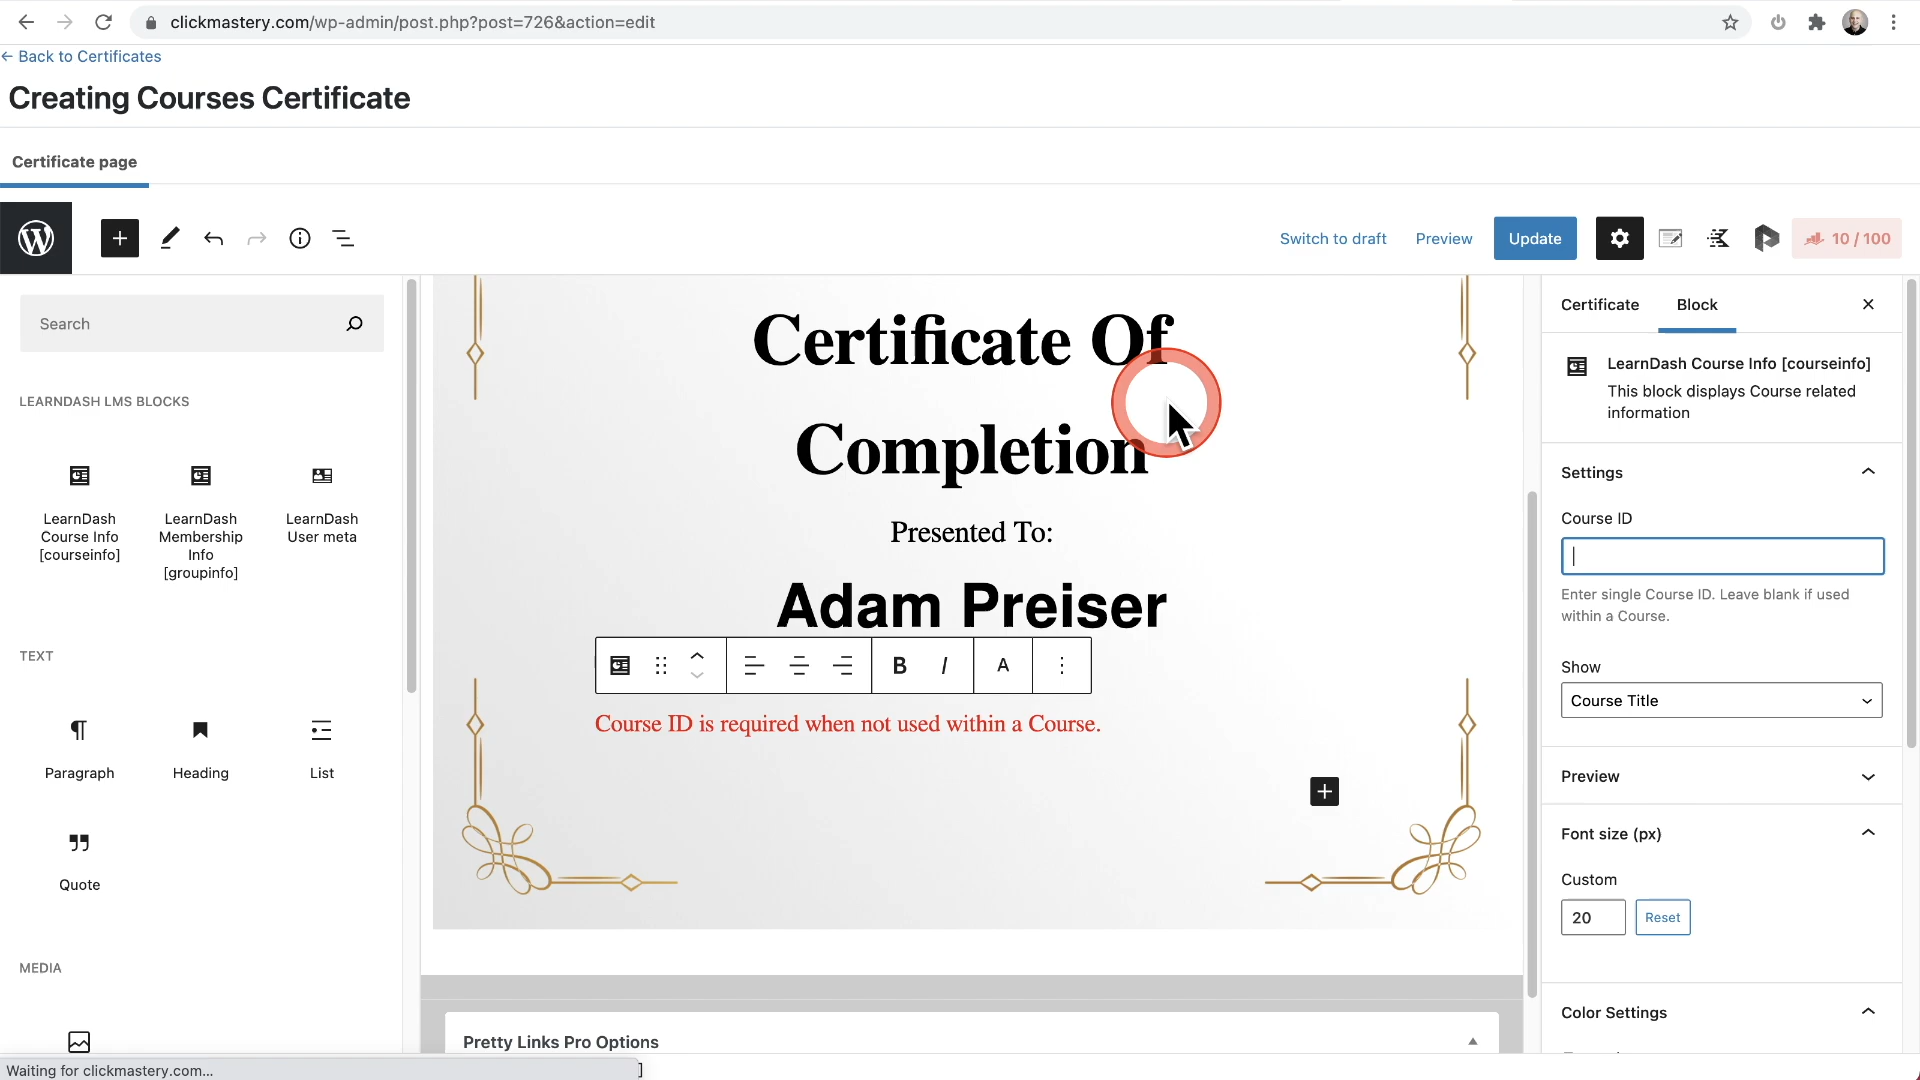 clickmastery.com/wp-admin/post.php?post=726&action=edit
← Back to Certificates
Creating Courses Certificate
Certificate page
Switch to draft
Preview
Update
10 / 100
Search
LEARNDASH LMS BLOCKS
LearnDash
Course Info
[courseinfo]
LearnDash
Membership
Info
[groupinfo]
LearnDash
User meta
TEXT
Paragraph
Heading
List
Quote
MEDIA
Certificate Of
Completion
Presented To:
Adam Preiser
B I A
Course ID is required when not used within a Course.
Pretty Links Pro Options
Certificate
Block
LearnDash Course Info [courseinfo]
This block displays Course related
information
Settings
Course ID
Enter single Course ID. Leave blank if used
within a Course.
Show
Course Title
Preview
Font size (px)
Custom
20
Reset
Color Settings
Waiting for clickmastery.com...
]